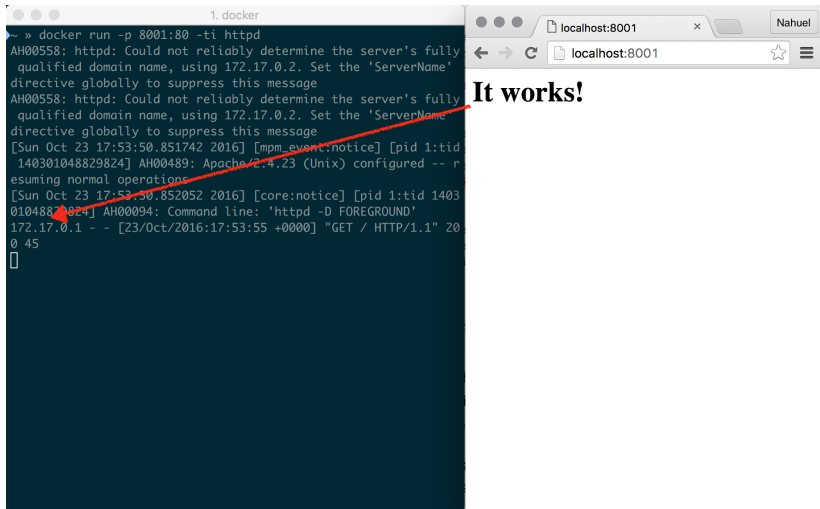 1. docker
~ » docker run -p 8001:80 -ti httpd
AH00558: httpd: Could not reliably determine the server's fully
qualified domain name, using 172.17.0.2. Set the 'ServerName'
directive globally to suppress this message
AH00558: httpd: Could not reliably determine the server's fully
qualified domain name, using 172.17.0.2. Set the 'ServerName'
directive globally to suppress this message
[Sun Oct 23 17:53:50.851742 2016] [mpm_event:notice] [pid 1:tid
140301048829824] AH00489: Apache/2.4.23 (Unix) configured -- r
esuming normal operations
[Sun Oct 23 17:53:50.852052 2016] [core:notice] [pid 1:tid 1403
01048829824] AH00094: Command line: 'httpd -D FOREGROUND'
172.17.0.1 - - [23/Oct/2016:17:53:55 +0000] "GET / HTTP/1.1" 20
0 45
localhost:8001
Nahuel
localhost:8001
It works!